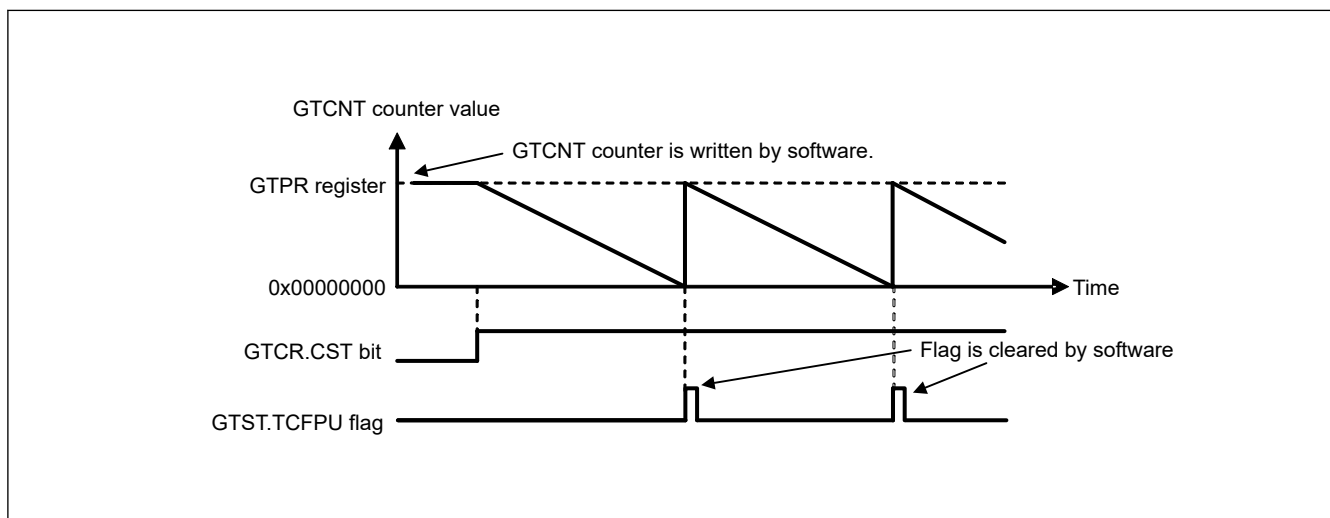 GTCNT counter value
GTCNT counter is written by software.
GTPR register
0x00000000
Time
GTCR.CST bit
Flag is cleared by software
GTST.TCFPU flag